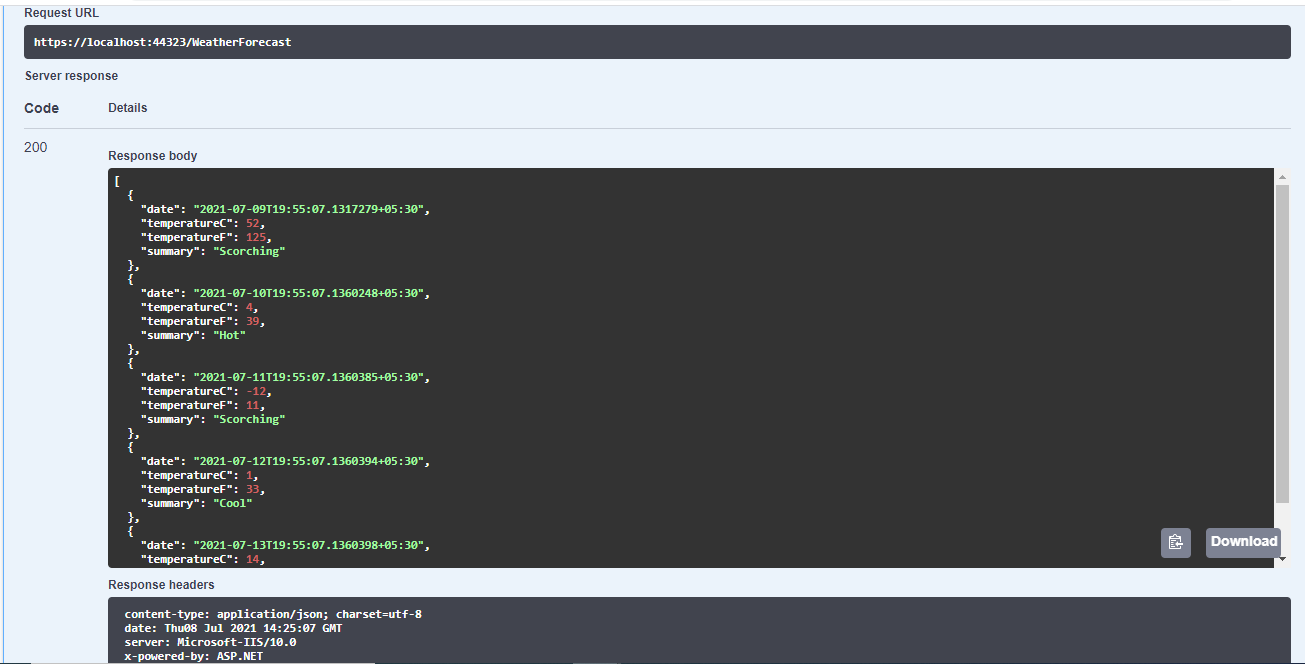 Request URL
https://localhost:44323/WeatherForecast
Server response
Code Details
200
Response body
[
{
"date": "2021-07-09T19:55:07.1317279+05:30",
"temperatureC": 52,
"temperatureF": 125,
"summary": "Scorching"
},
{
"date": "2021-07-10T19:55:07.1360248+05:30",
"temperatureC": 4,
"temperatureF": 39,
"summary": "Hot"
},
{
"date": "2021-07-11T19:55:07.1360385+05:30",
"temperatureC": -12,
"temperatureF": 11,
"summary": "Scorching"
},
{
"date": "2021-07-12T19:55:07.1360394+05:30",
"temperatureC": 1,
"temperatureF": 33,
"summary": "Cool"
},
{
"date": "2021-07-13T19:55:07.1360398+05:30",
"temperatureC": 14,
Download
Response headers
content-type: application/json; charset=utf-8
date: Thu08 Jul 2021 14:25:07 GMT
server: Microsoft-IIS/10.0
x-powered-by: ASP.NET